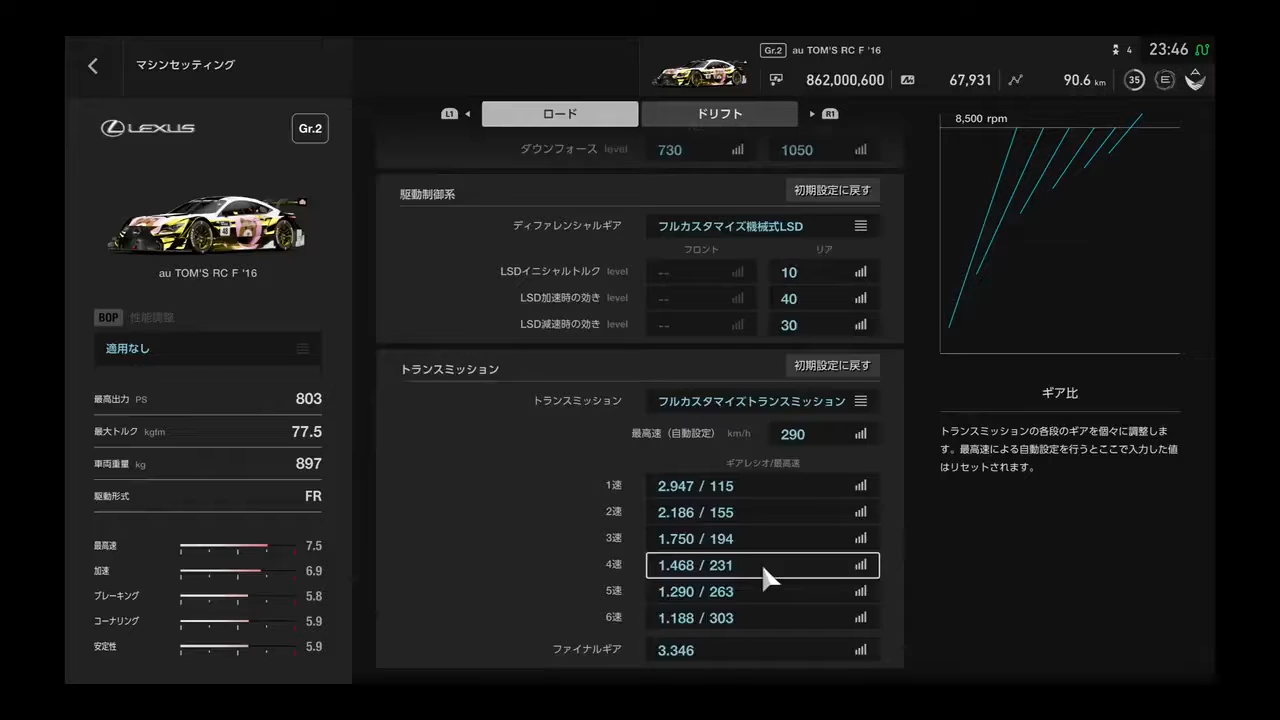 マシンセッティング
Gr.2 au TOM'S RC F '16
4 23:46
862,000,600 67,931 90.6 km 35 E
L1 ロード ドリフト R1
LEXUS Gr.2
au TOM'S RC F '16
BOP 性能調整
適用なし
最高出力 PS 803
最大トルク kgfm 77.5
車両重量 kg 897
駆動形式 FR
最高速 7.5
加速 6.9
ブレーキング 5.8
コーナリング 5.9
安定性 5.9
ダウンフォース level 730 1050
駆動制御系 初期設定に戻す
ディファレンシャルギア フルカスタマイズ機械式LSD
フロント リア
LSDイニシャルトルク level -- 10
LSD加速時の効き level -- 40
LSD減速時の効き level -- 30
トランスミッション 初期設定に戻す
トランスミッション フルカスタマイズトランスミッション
最高速（自動設定） km/h 290
ギアレシオ/最高速
1速 2.947 / 115
2速 2.186 / 155
3速 1.750 / 194
4速 1.468 / 231
5速 1.290 / 263
6速 1.188 / 303
ファイナルギア 3.346
8,500 rpm
ギア比
トランスミッションの各段のギアを個々に調整しま
す。最高速による自動設定を行うとここで入力した値
はリセットされます。